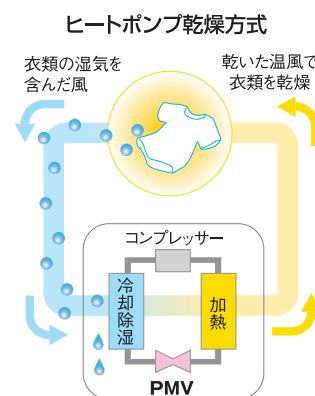 ヒートポンプ乾燥方式
衣類の湿気を
含んだ風
乾いた温風で
衣類を乾燥
コンプレッサー
冷却除湿
加熱
PMV